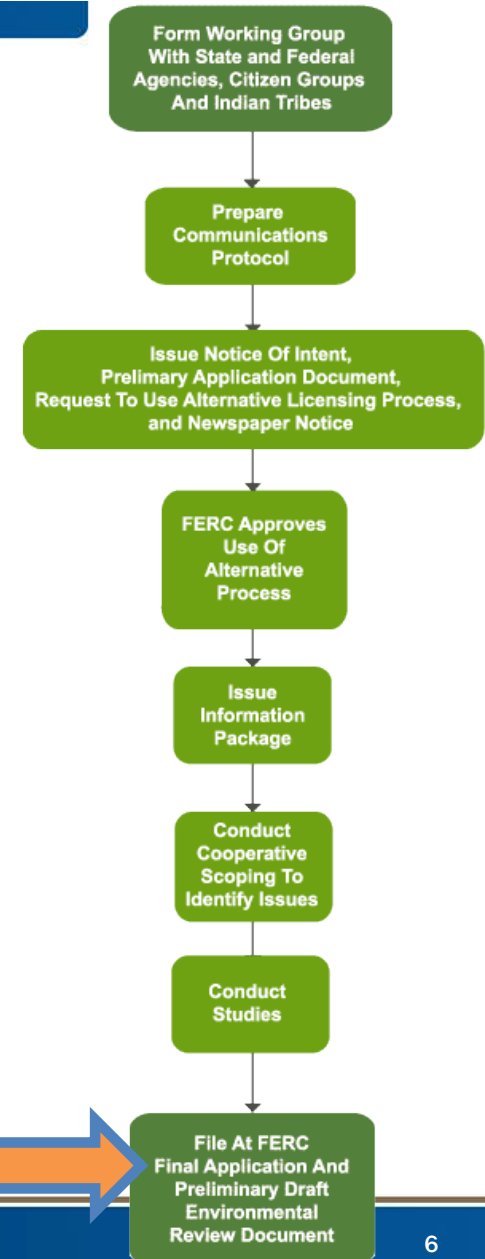 Form Working Group
With State and Federal
Agencies, Citizen Groups
And Indian Tribes
Prepare
Communications
Protocol
Issue Notice Of Intent,
Prelimary Application Document,
Request To Use Alternative Licensing Process,
and Newspaper Notice
FERC Approves
Use Of
Alternative
Process
Issue
Information
Package
Conduct
Cooperative
Scoping To
Identify Issues
Conduct
Studies
File At FERC
Final Application And
Preliminary Draft
Environmental
Review Document
6